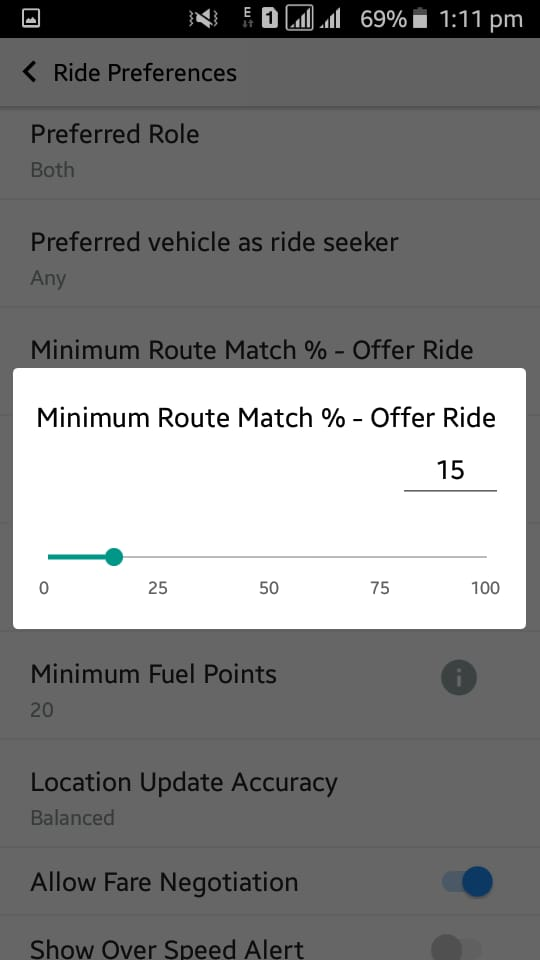 E 1 69% 1:11 pm
Ride Preferences
Preferred Role
Both
Preferred vehicle as ride seeker
Any
Minimum Route Match % - Offer Ride
Minimum Route Match % - Offer Ride
15
0 25 50 75 100
Minimum Fuel Points
20
Location Update Accuracy
Balanced
Allow Fare Negotiation
Show Over Speed Alert